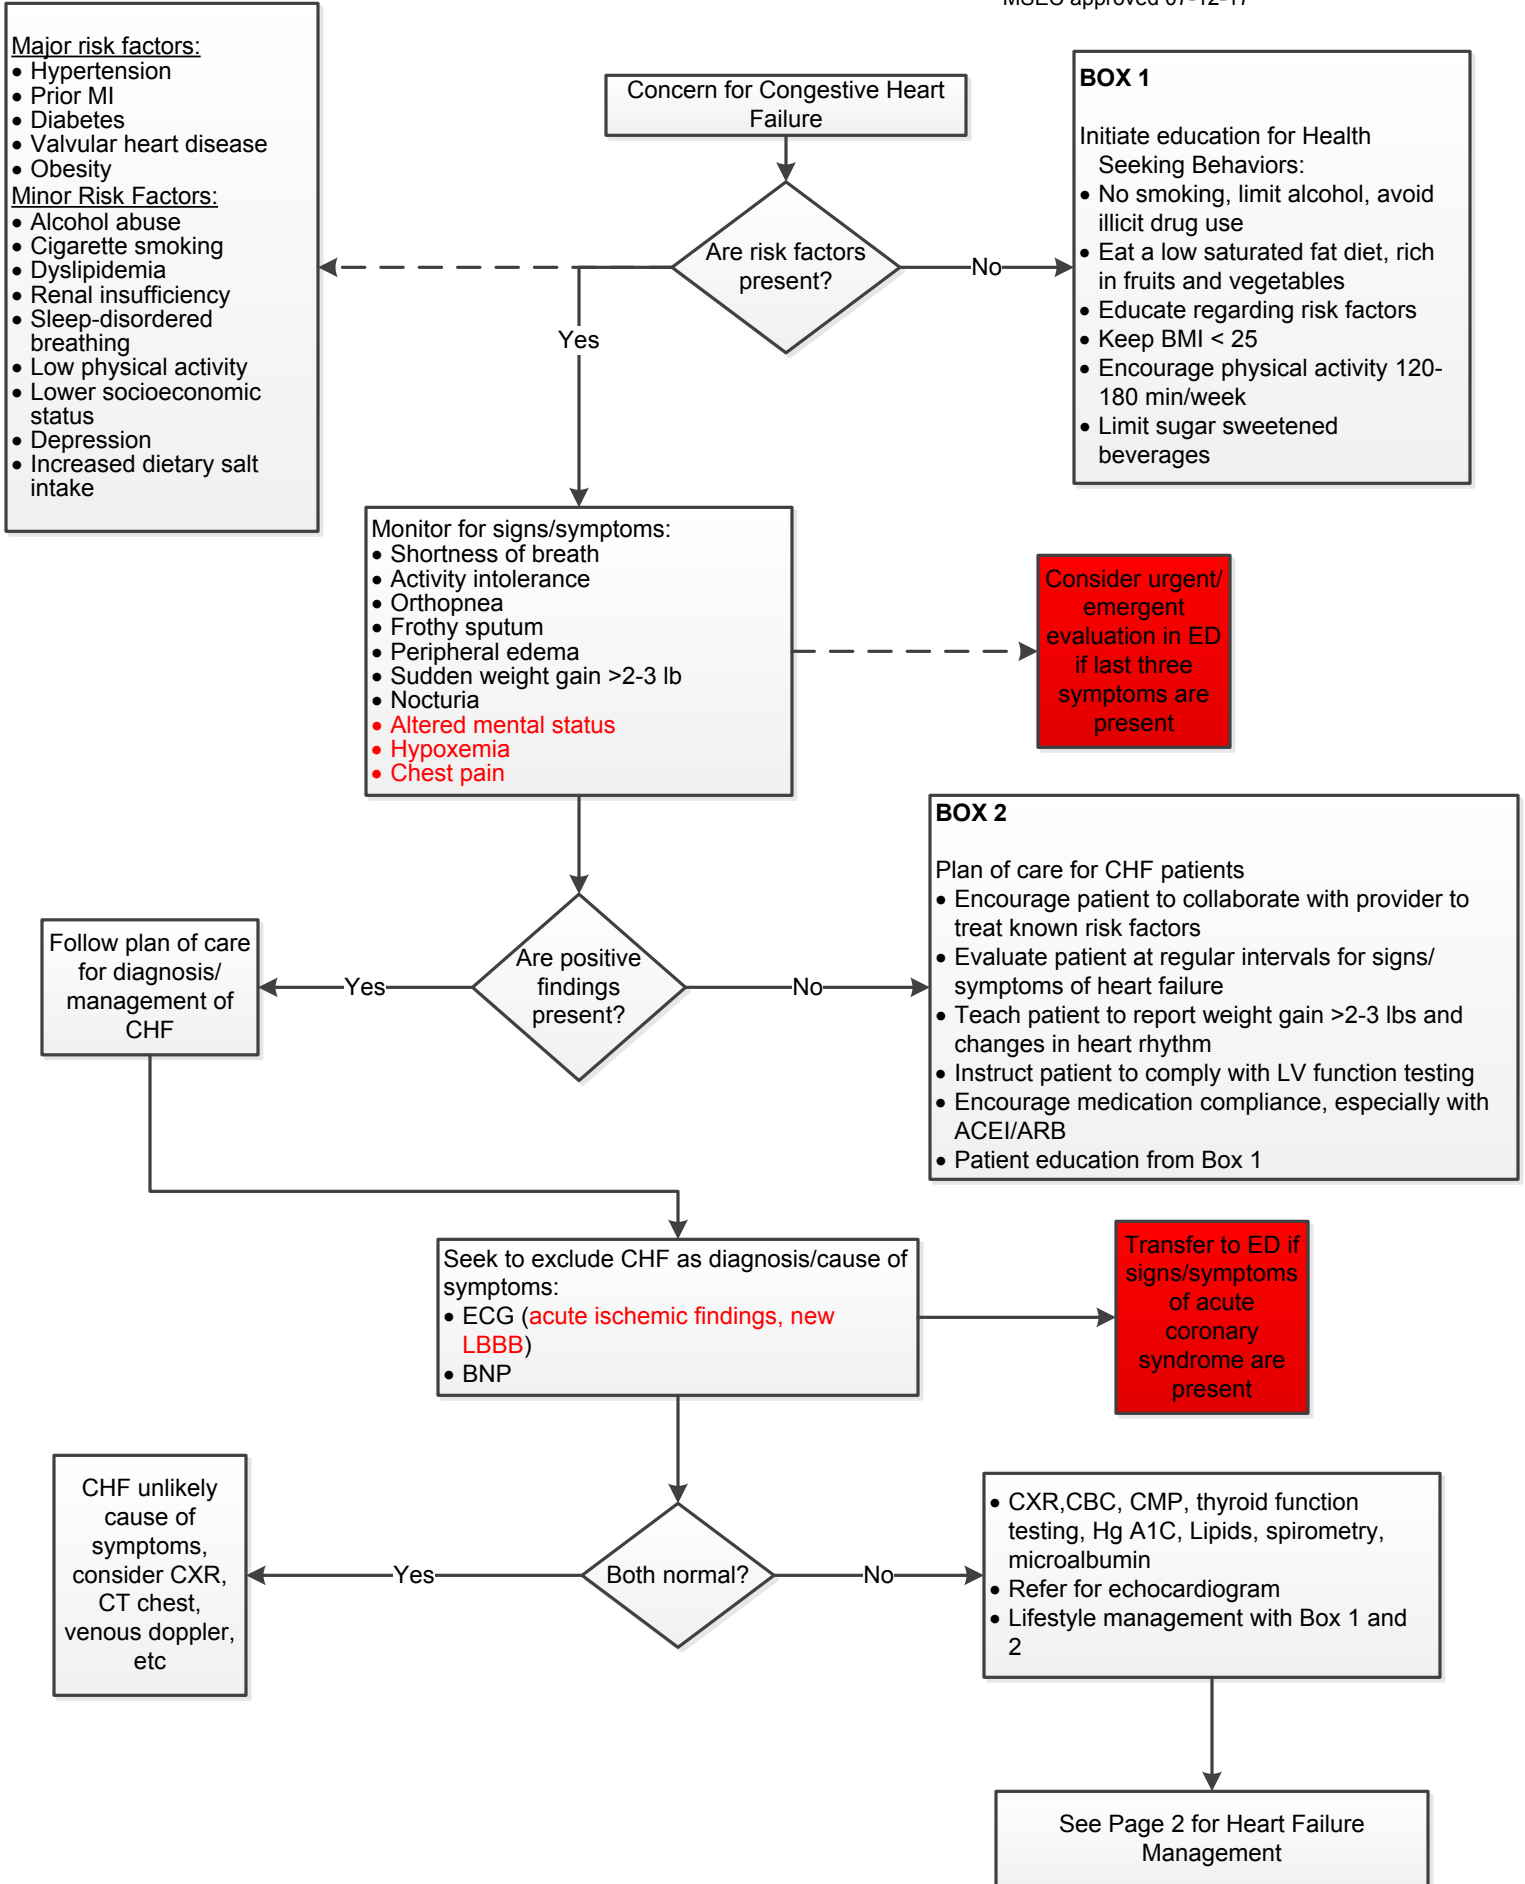 MSEC approved 07-12-17
Major risk factors:
• Hypertension
• Prior MI
• Diabetes
• Valvular heart disease
• Obesity
Minor Risk Factors:
• Alcohol abuse
• Cigarette smoking
• Dyslipidemia
• Renal insufficiency
• Sleep-disordered
breathing
• Low physical activity
• Lower socioeconomic
status
• Depression
• Increased dietary salt
intake
Concern for Congestive Heart
Failure
Are risk factors
present?
No
Yes
BOX 1
Initiate education for Health
Seeking Behaviors:
• No smoking, limit alcohol, avoid
illicit drug use
• Eat a low saturated fat diet, rich
in fruits and vegetables
• Educate regarding risk factors
• Keep BMI < 25
• Encourage physical activity 120-
180 min/week
• Limit sugar sweetened
beverages
Monitor for signs/symptoms:
• Shortness of breath
• Activity intolerance
• Orthopnea
• Frothy sputum
• Peripheral edema
• Sudden weight gain >2-3 lb
• Nocturia
• Altered mental status
• Hypoxemia
• Chest pain
Consider urgent/
emergent
evaluation in ED
if last three
symptoms are
present
Are positive
findings
present?
Yes
No
Follow plan of care
for diagnosis/
management of
CHF
BOX 2
Plan of care for CHF patients
• Encourage patient to collaborate with provider to
treat known risk factors
• Evaluate patient at regular intervals for signs/
symptoms of heart failure
• Teach patient to report weight gain >2-3 lbs and
changes in heart rhythm
• Instruct patient to comply with LV function testing
• Encourage medication compliance, especially with
ACEI/ARB
• Patient education from Box 1
Seek to exclude CHF as diagnosis/cause of
symptoms:
• ECG (acute ischemic findings, new
LBBB)
• BNP
Transfer to ED if
signs/symptoms
of acute
coronary
syndrome are
present
Both normal?
Yes
No
CHF unlikely
cause of
symptoms,
consider CXR,
CT chest,
venous doppler,
etc
• CXR,CBC, CMP, thyroid function
testing, Hg A1C, Lipids, spirometry,
microalbumin
• Refer for echocardiogram
• Lifestyle management with Box 1 and
2
See Page 2 for Heart Failure
Management